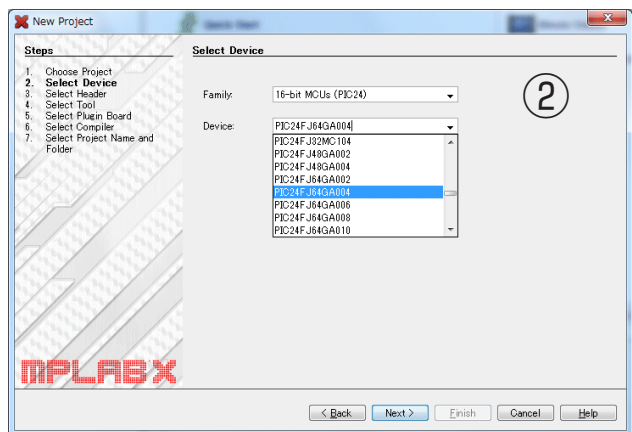 New Project
Steps
1. Choose Project
2. Select Device
3. Select Header
4. Select Tool
5. Select Plugin Board
6. Select Compiler
7. Select Project Name and
Folder
Select Device
Family:
16-bit MCUs (PIC24)
②
Device:
PIC24FJ64GA004
PIC24FJ32MC104
PIC24FJ48GA002
PIC24FJ48GA004
PIC24FJ64GA002
PIC24FJ64GA004
PIC24FJ64GA006
PIC24FJ64GA008
PIC24FJ64GA010
MPLAB X
< Back
Next >
Finish
Cancel
Help